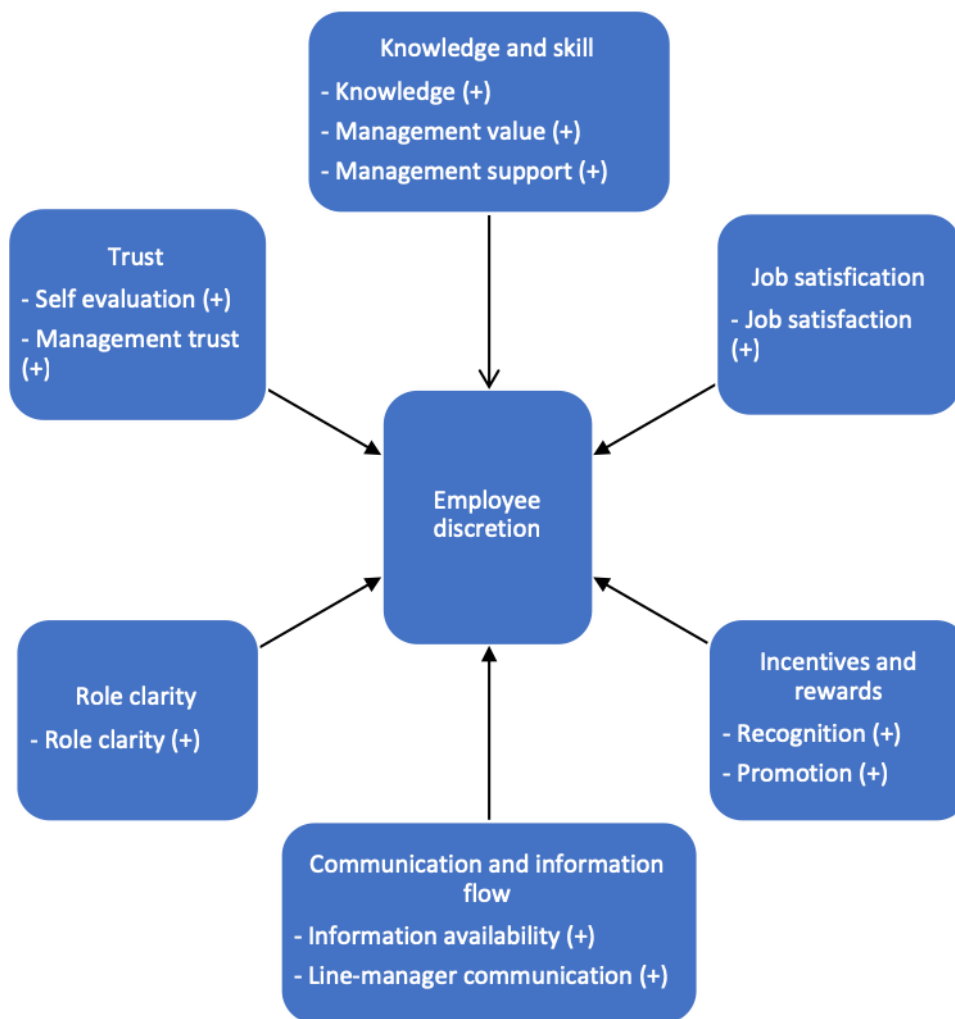 Knowledge and skill
- Knowledge (+)
- Management value (+)
- Management support (+)
Trust
- Self evaluation (+)
- Management trust
(+)
Job satisfication
- Job satisfaction
(+)
Employee
discretion
Role clarity
- Role clarity (+)
Incentives and
rewards
- Recognition (+)
- Promotion (+)
Communication and information
flow
- Information availability (+)
- Line-manager communication (+)